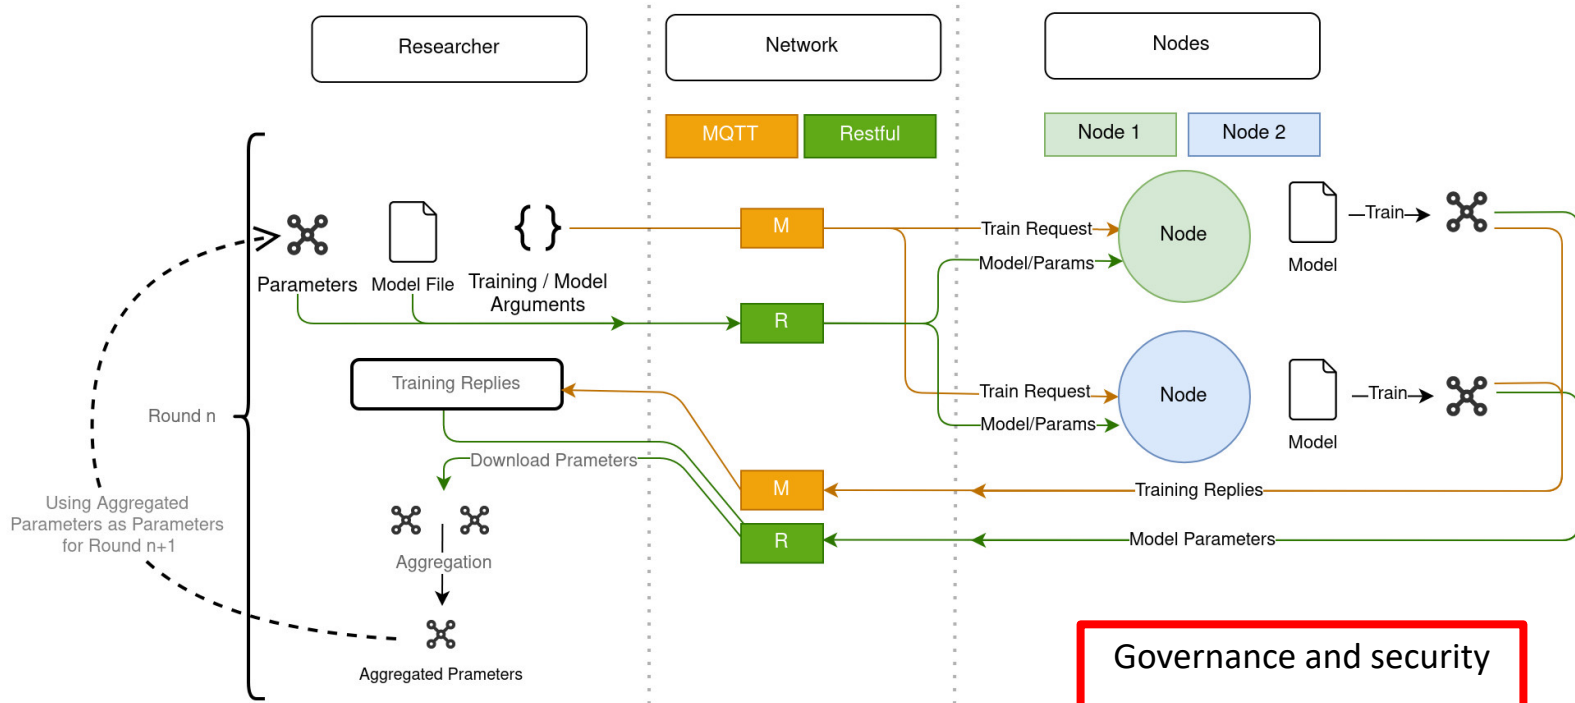 Researcher
Network
Nodes
MQTT
Restful
Node 1
Node 2
{ }
M
Train Request
Node
Train
Model/Params
Model
Parameters
Model File
Training / Model
Arguments
R
Training Replies
Train Request
Node
Train
Model/Params
Model
Round n
Download Prameters
M
Training Replies
Using Aggregated
Parameters as Parameters
for Round n+1
R
Model Parameters
Aggregation
Aggregated Prameters
Governance and security